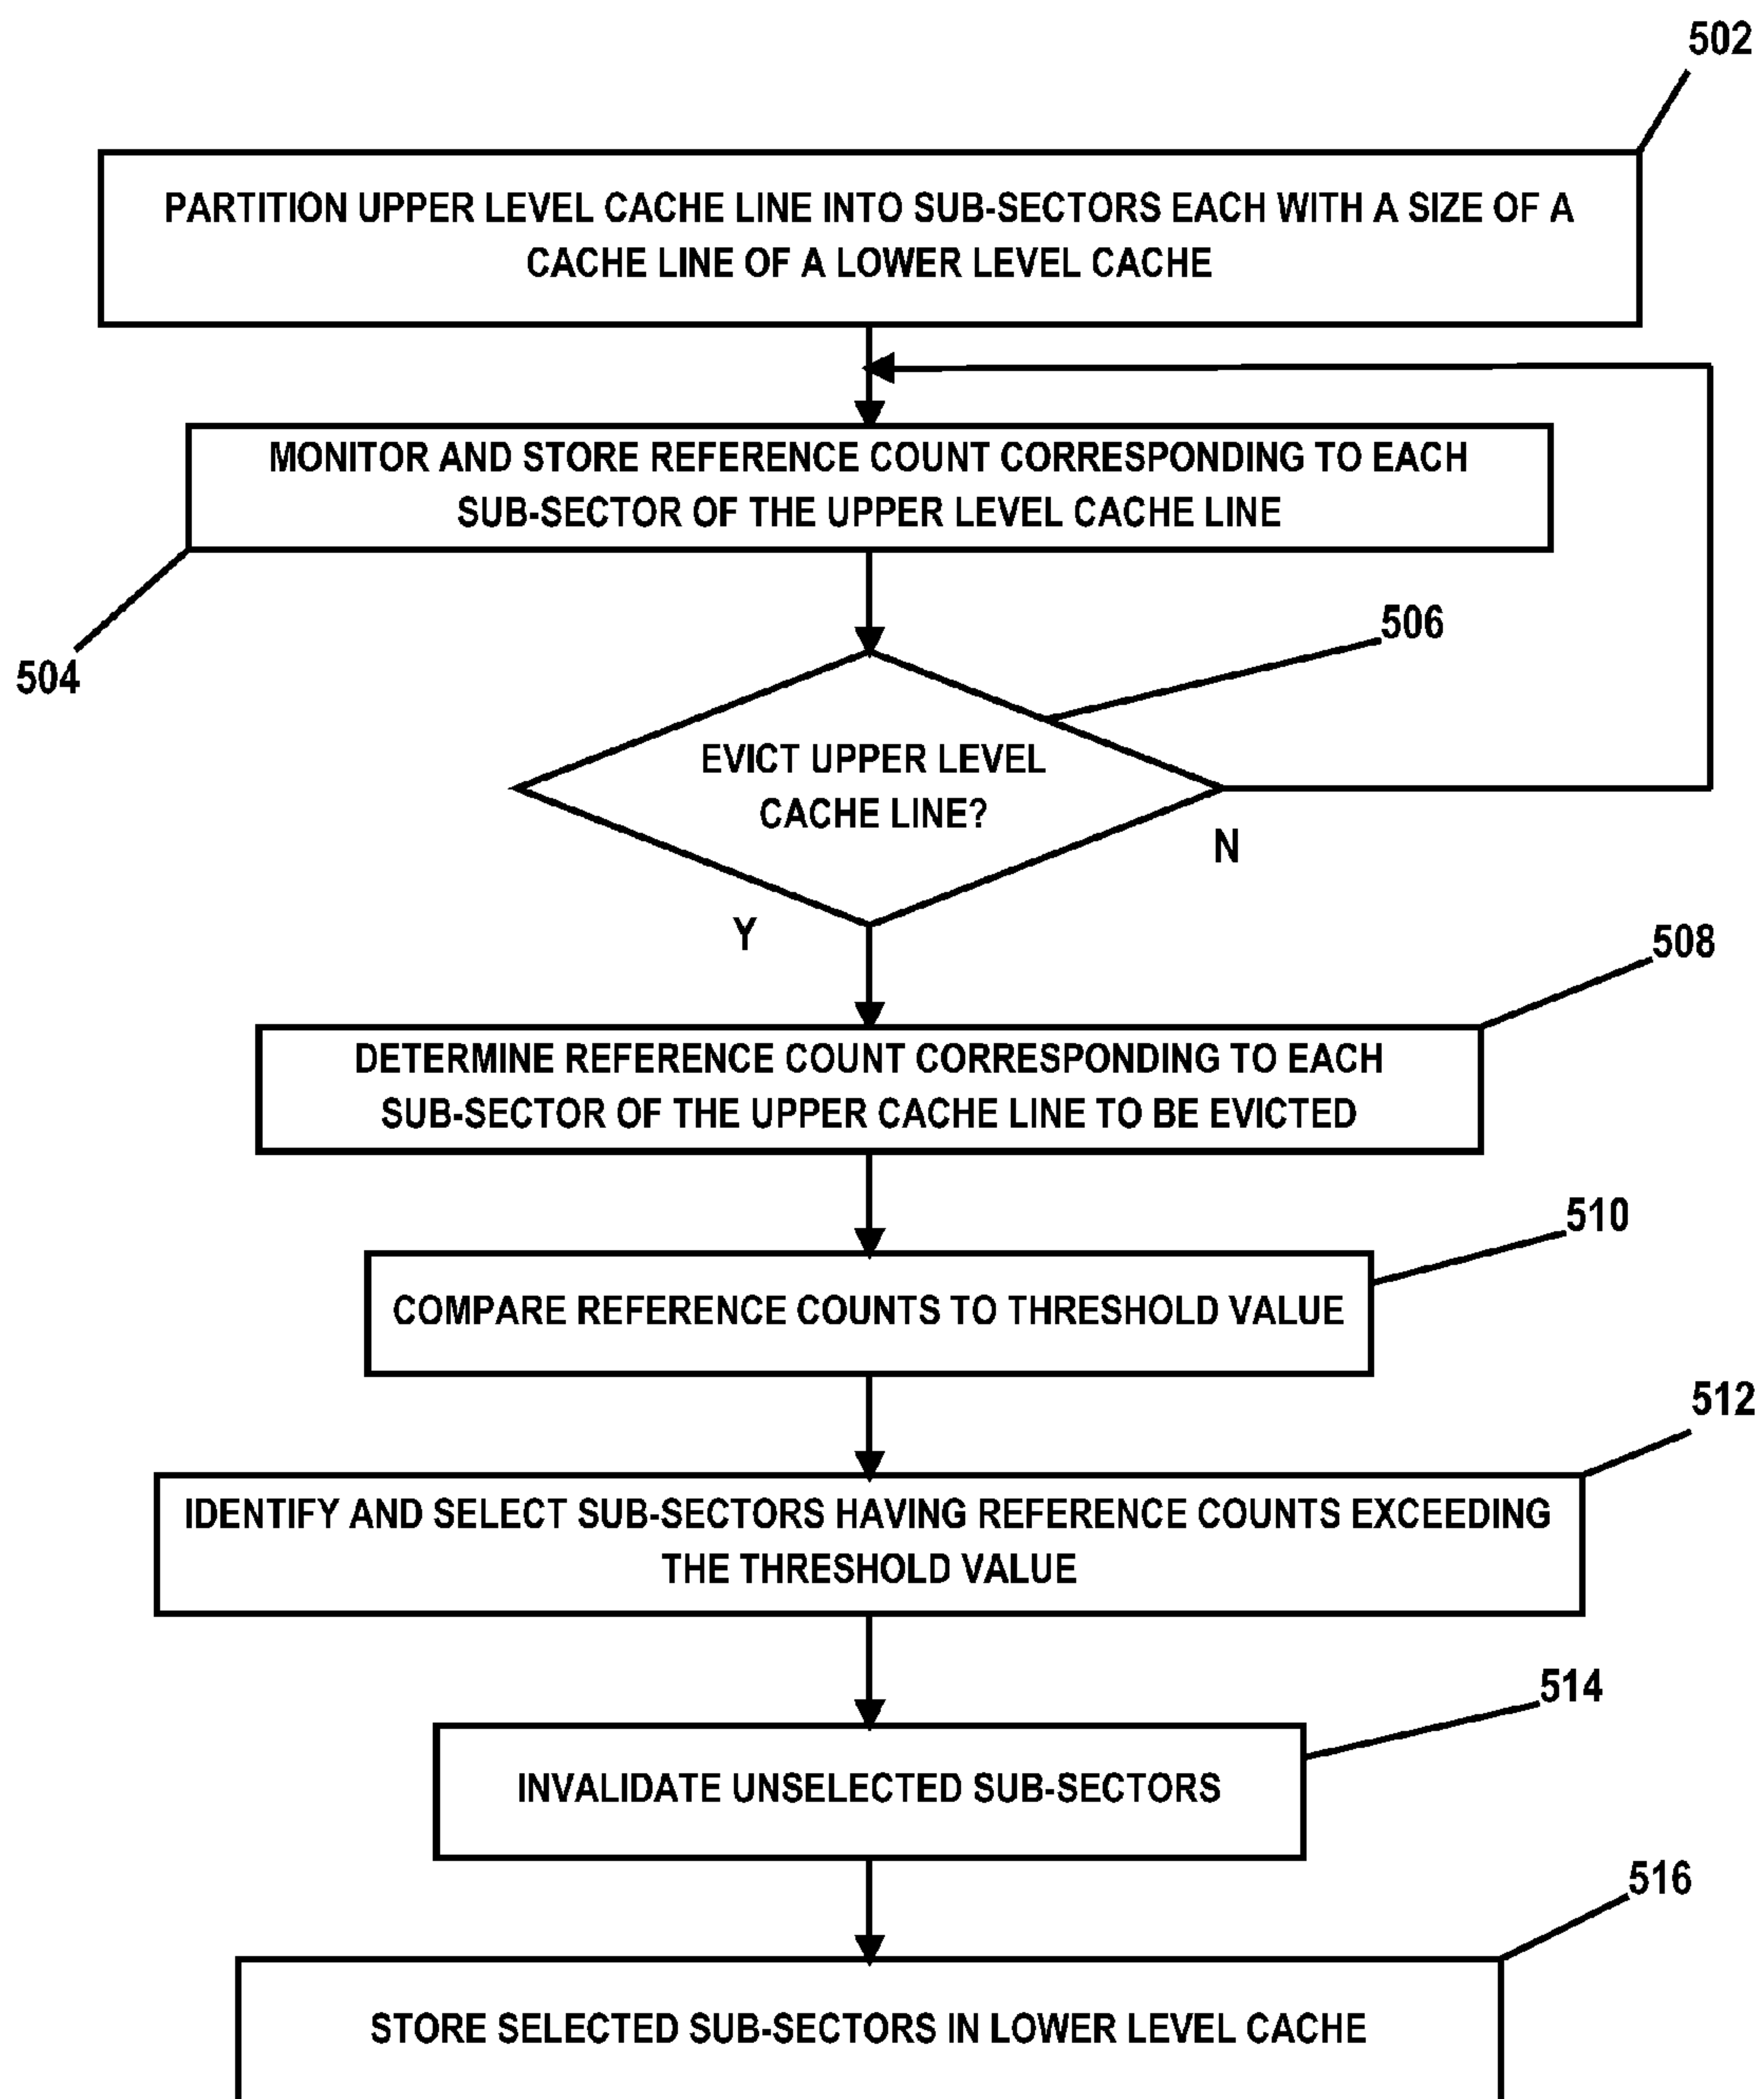 502
PARTITION UPPER LEVEL CACHE LINE INTO SUB-SECTORS EACH WITH A SIZE OF A
CACHE LINE OF A LOWER LEVEL CACHE
MONITOR AND STORE REFERENCE COUNT CORRESPONDING TO EACH
SUB-SECTOR OF THE UPPER LEVEL CACHE LINE
504
506
EVICT UPPER LEVEL
CACHE LINE?
N
Y
508
DETERMINE REFERENCE COUNT CORRESPONDING TO EACH
SUB-SECTOR OF THE UPPER CACHE LINE TO BE EVICTED
510
COMPARE REFERENCE COUNTS TO THRESHOLD VALUE
512
IDENTIFY AND SELECT SUB-SECTORS HAVING REFERENCE COUNTS EXCEEDING
THE THRESHOLD VALUE
514
INVALIDATE UNSELECTED SUB-SECTORS
516
STORE SELECTED SUB-SECTORS IN LOWER LEVEL CACHE